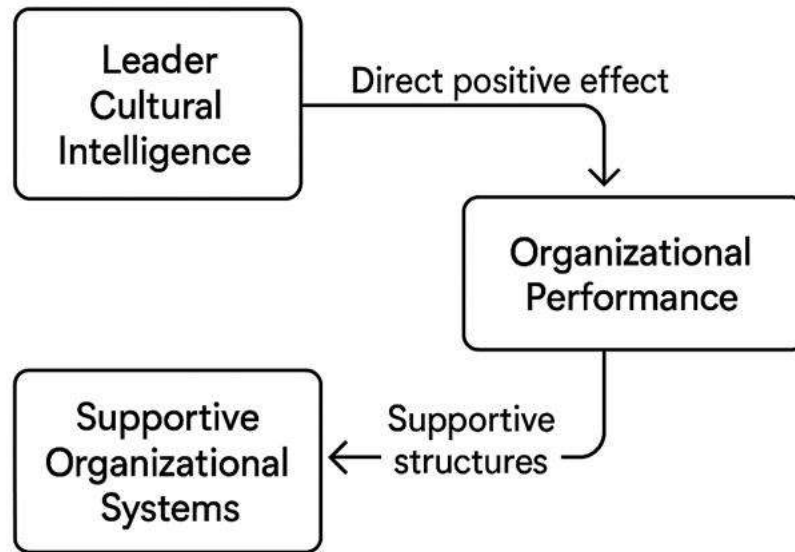 Leader
Cultural
Intelligence
Direct positive effect
Organizational
Performance
Supportive
Organizational
Systems
Supportive
structures